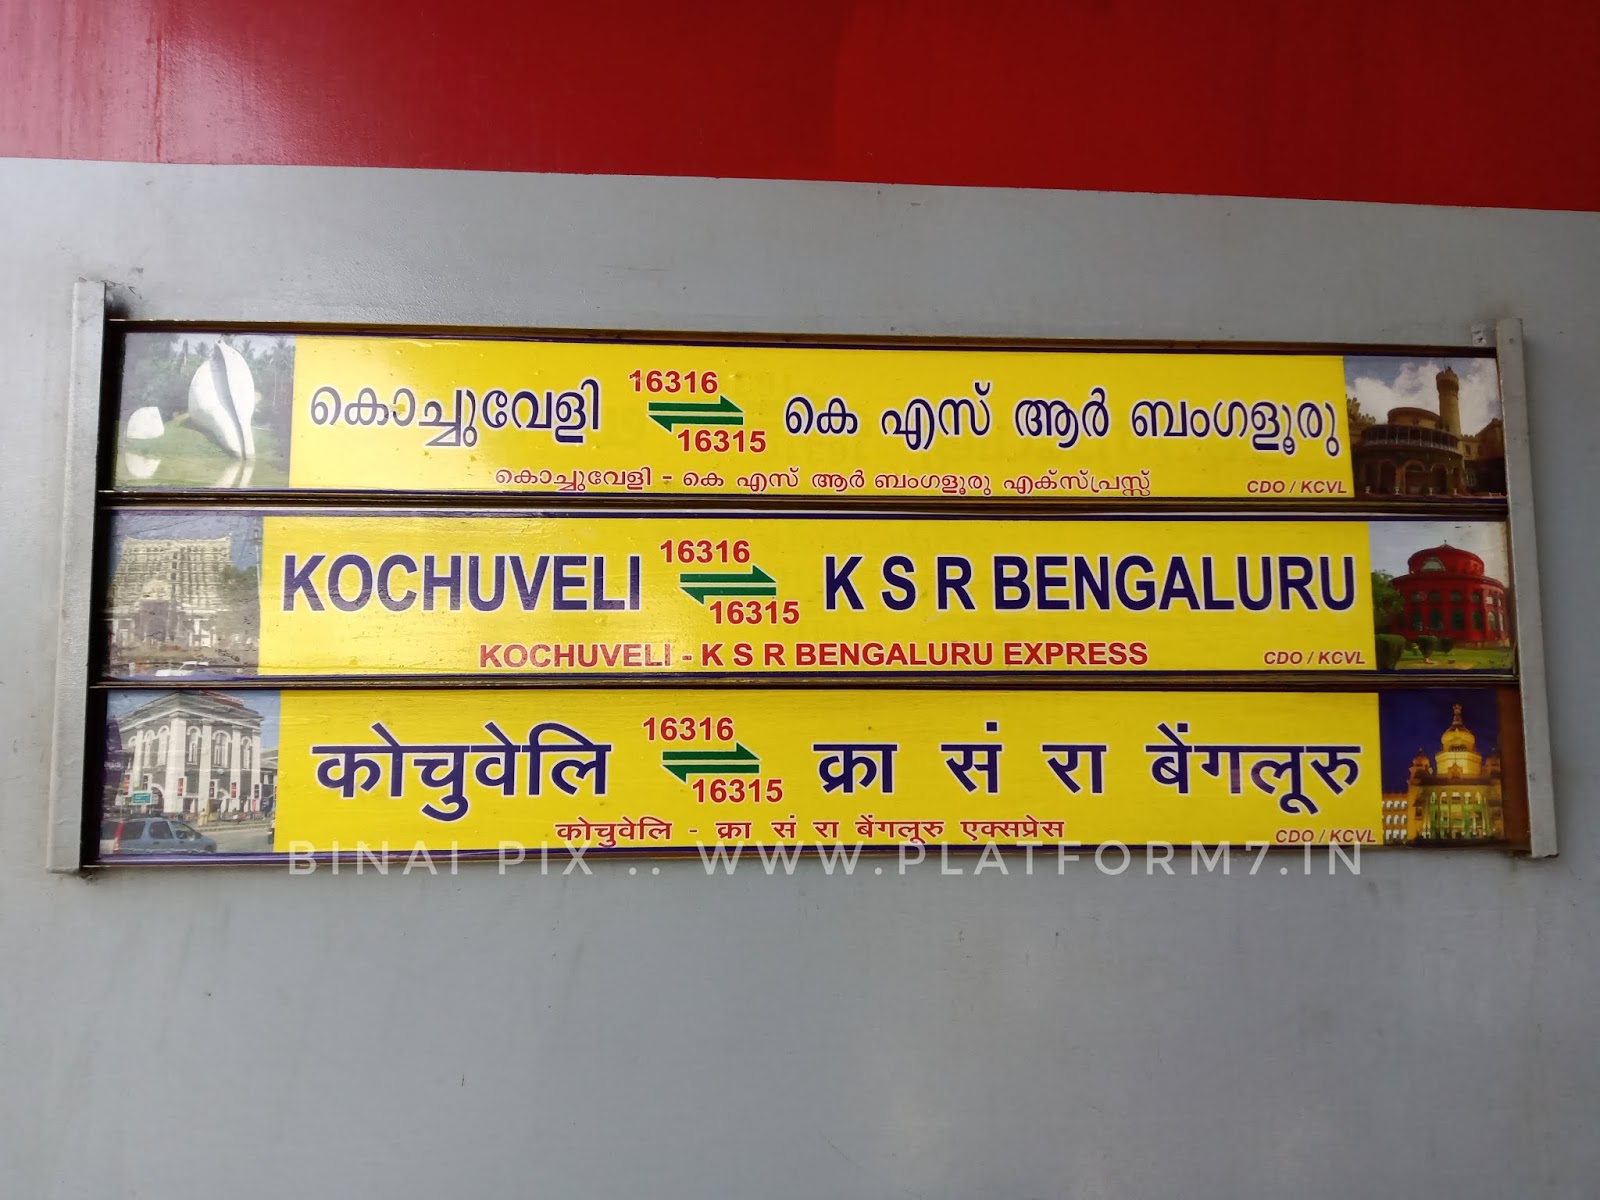 കൊച്ചുവേളി 16316 കെ എസ് ആർ ബംഗളൂരു
16315
കൊച്ചുവേളി - കെ എസ് ആർ ബംഗളൂരു എക്സ്പ്രസ്സ് CDO / KCVL
KOCHUVELI 16316 K S R BENGALURU
16315
KOCHUVELI - K S R BENGALURU EXPRESS CDO / KCVL
कोचुवेलि 16316 क्रा सं रा बेंगलूरु
16315
कोचुवेलि - क्रा सं रा बेंगलूरु एक्सप्रेस CDO / KCVL
BINAI PIX .. WWW.PLATFORM7.IN